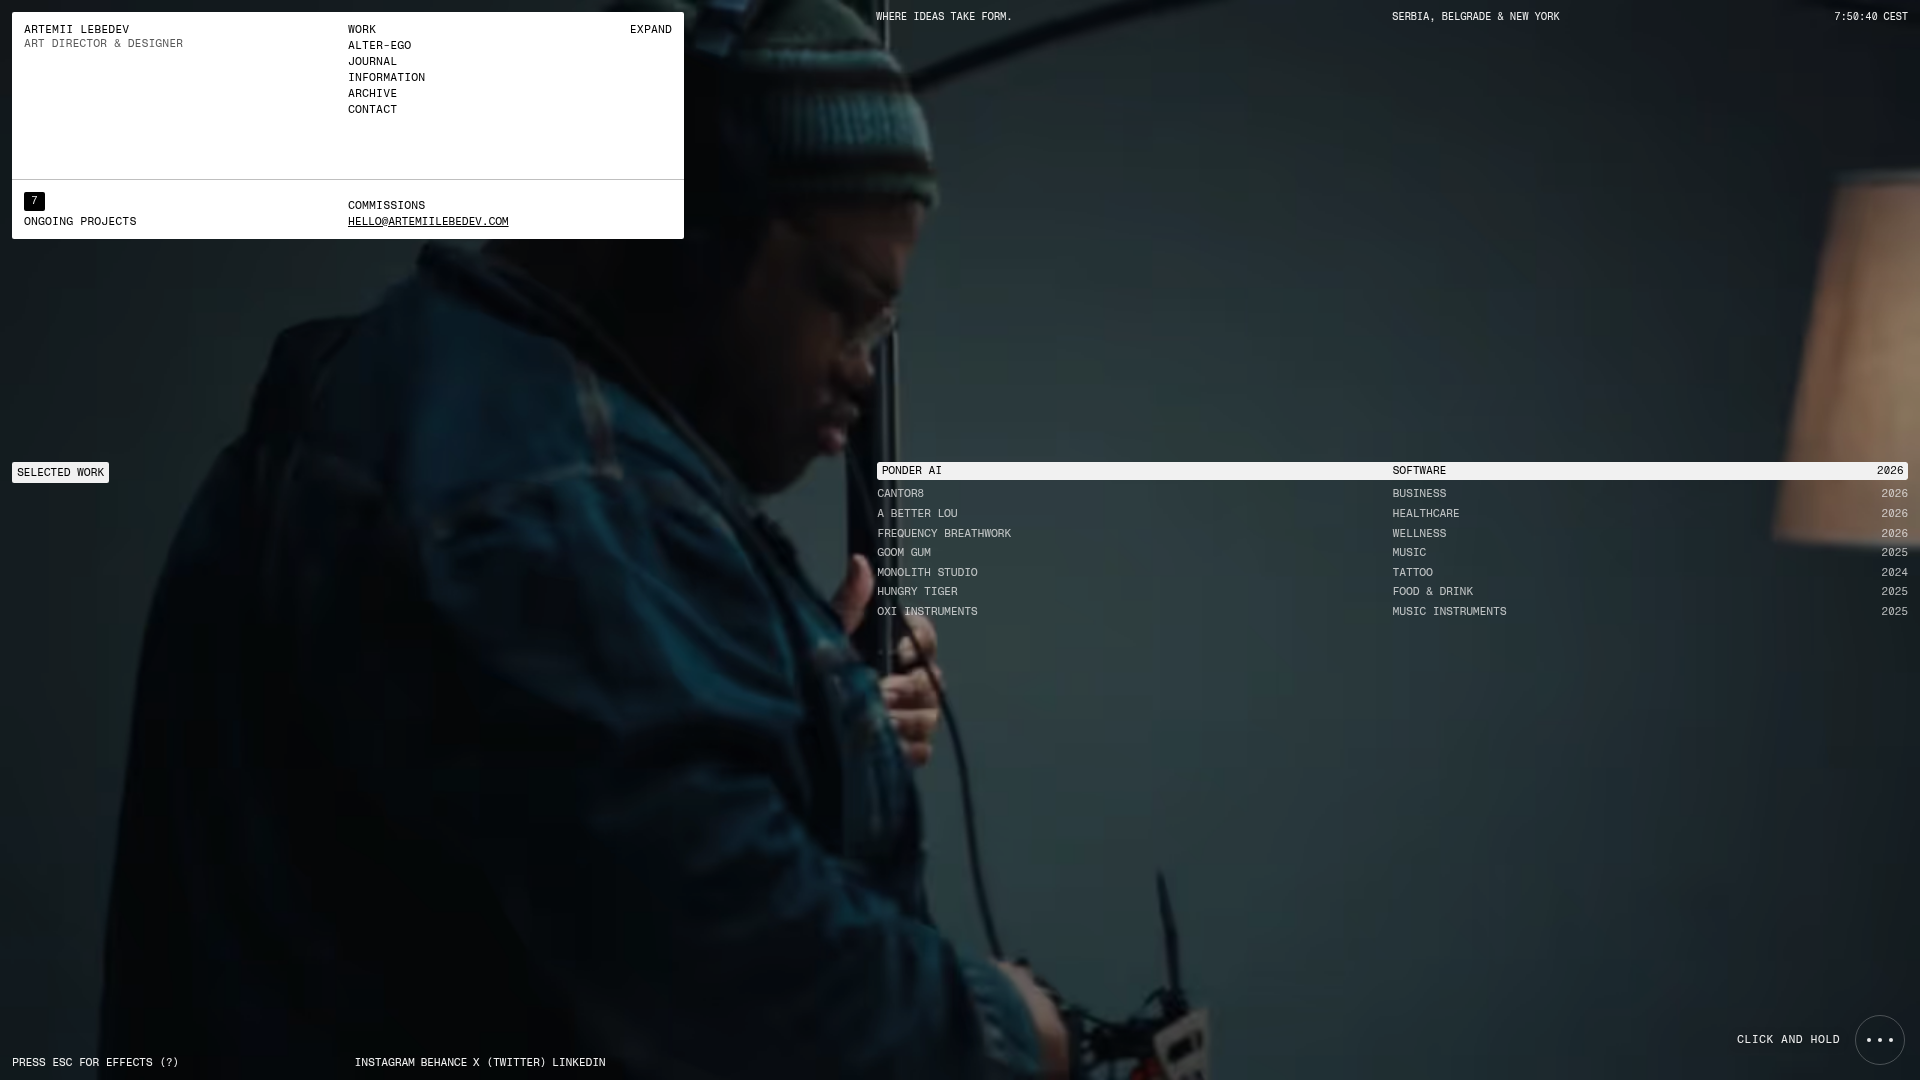 ARTEMII LEBEDEV
ART DIRECTOR & DESIGNER
WORK
ALTER-EGO
JOURNAL
INFORMATION
ARCHIVE
CONTACT
EXPAND
7
ONGOING PROJECTS
COMMISSIONS
HELLO@ARTEMIILEBEDEV.COM
WHERE IDEAS TAKE FORM.
SERBIA, BELGRADE & NEW YORK
7:50:40 CEST
SELECTED WORK
PONDER AI SOFTWARE 2026
CANTOR8 BUSINESS 2026
A BETTER LOU HEALTHCARE 2026
FREQUENCY BREATHWORK WELLNESS 2026
GOOM GUM MUSIC 2025
MONOLITH STUDIO TATTOO 2024
HUNGRY TIGER FOOD & DRINK 2025
OXI INSTRUMENTS MUSIC INSTRUMENTS 2025
CLICK AND HOLD
PRESS ESC FOR EFFECTS (?)
INSTAGRAM BEHANCE X (TWITTER) LINKEDIN